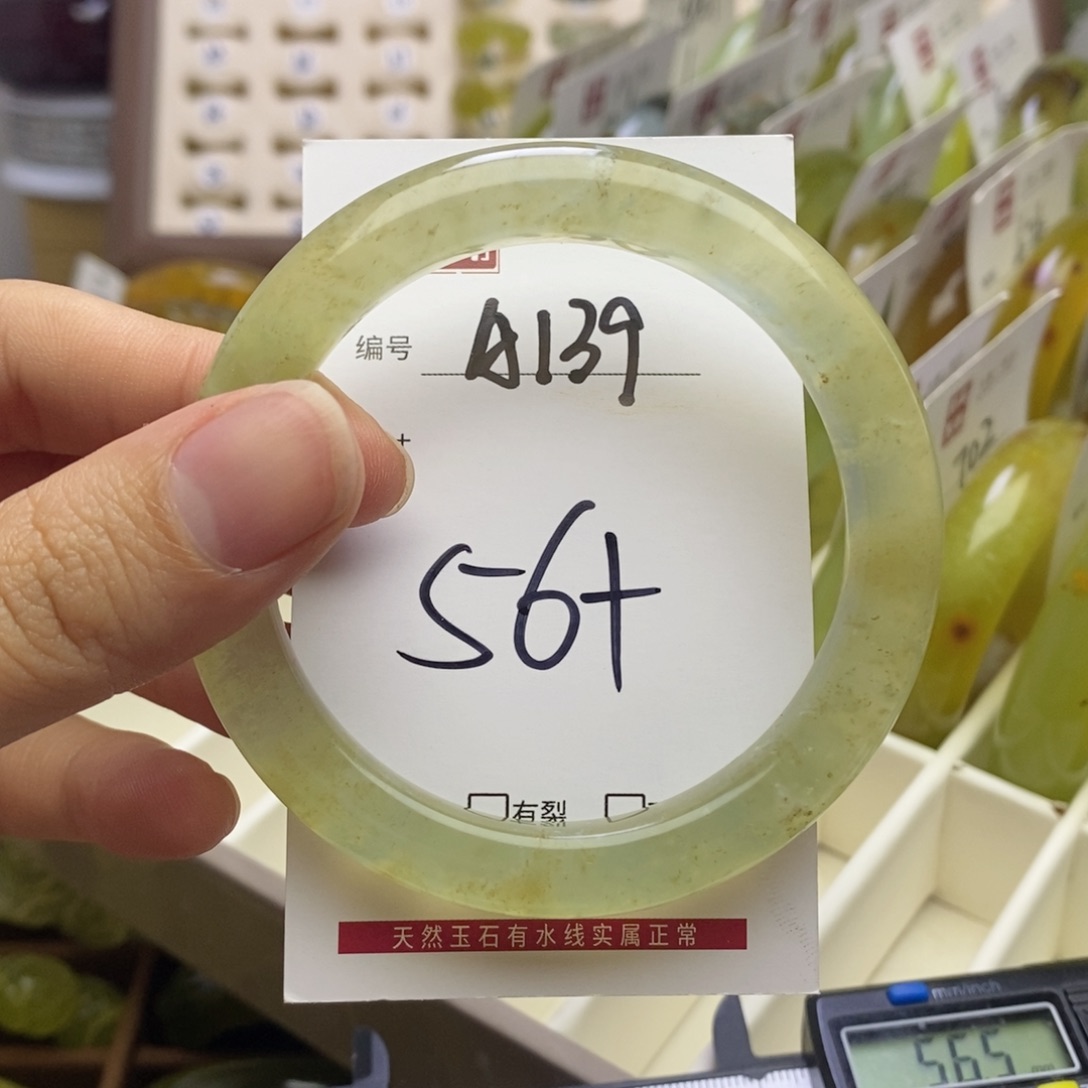 编号 A139
56+
有裂
天然玉石有水线实属正常
702
mm/inch
56.5